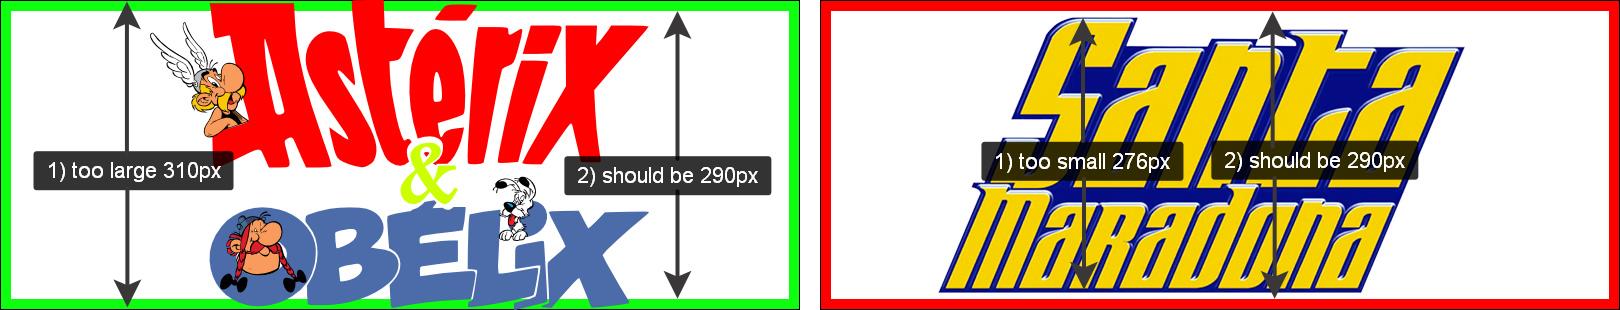 Astérix
&
OBÉLiX
1) too large 310px
2) should be 290px
Santa
Maradona
1) too small 276px
2) should be 290px